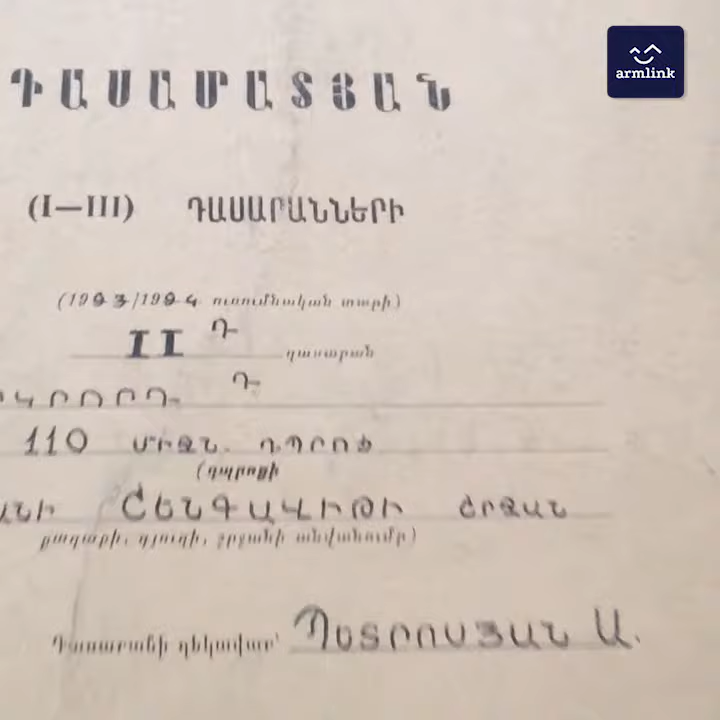 armlink
ԴԱՍԱՄԱՏՅԱՆ
(I—III) ԴԱՍԱՐԱՆՆԵՐԻ
(1993/1994 ուսումնական տարի)
II Դ դասարան
Դ
110 ՄԻՋՆ. ԴՊՐՈՑ
(դպրոցի
ՇԵՆԳԱՎԻԹԻ ՇՐՋԱՆ
քաղաքի, գյուղի, շրջանի անվանումը)
Դասարանի ղեկավար՝ ՊԵՏՐՈՍՅԱՆ Ա.